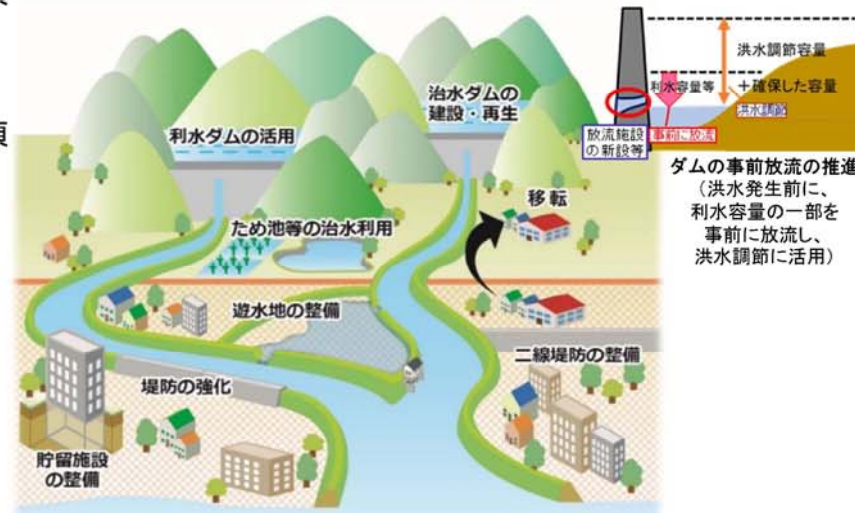 治水ダムの
建設・再生
利水ダムの活用
移転
ため池等の治水利用
遊水地の整備
二線堤防の整備
堤防の強化
貯留施設
の整備
洪水調節容量
利水容量等
＋確保した容量
洪水調節
放流施設
の新設等
事前に放流
ダムの事前放流の推進
（洪水発生前に、
利水容量の一部を
事前に放流し、
洪水調節に活用）